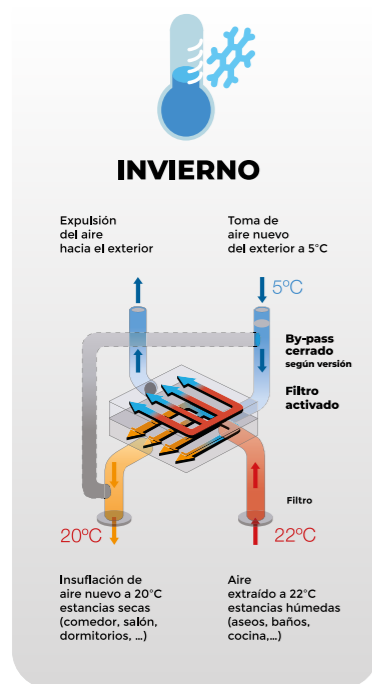 INVIERNO
Expulsión
del aire
hacia el exterior
Toma de
aire nuevo
del exterior a 5°C
5ºC
By-pass
cerrado
según versión
Filtro
activado
Filtro
20ºC
22ºC
Insuflación de
aire nuevo a 20°C
estancias secas
(comedor, salón,
dormitorios, ...)
Aire
extraído a 22°C
estancias húmedas
(aseos, baños,
cocina,...)